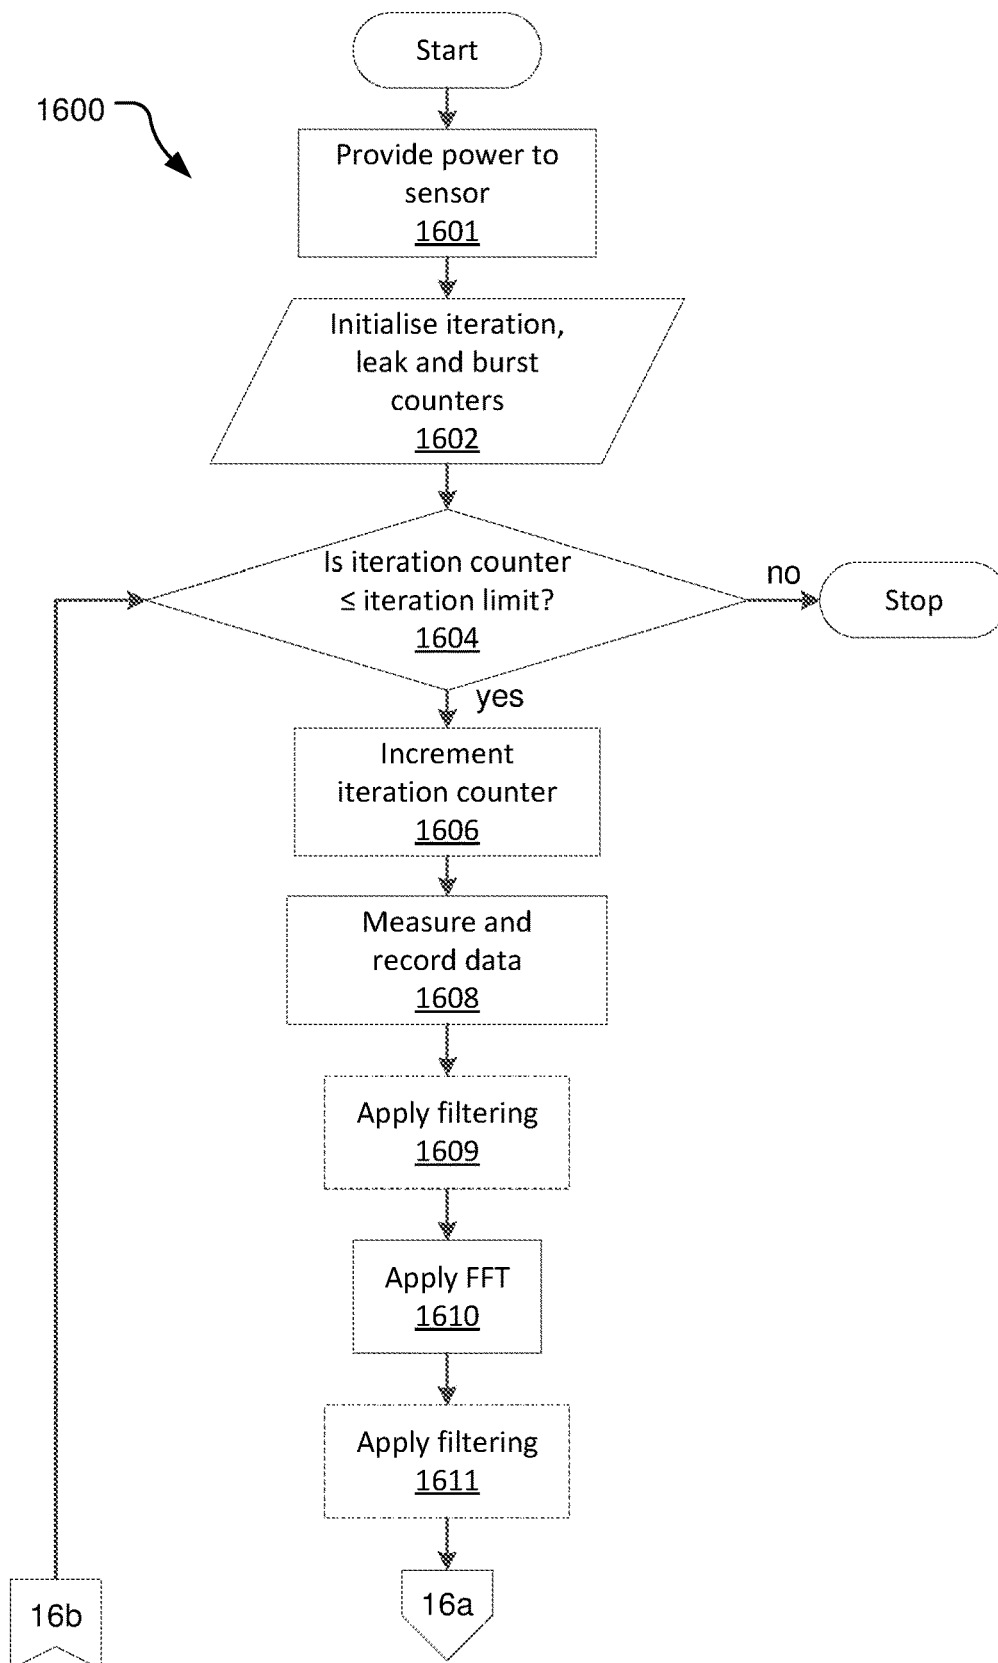 Start
1600
Provide power to
sensor
1601
Initialise iteration,
leak and burst
counters
1602
Is iteration counter
≤ iteration limit?
1604
no
Stop
yes
Increment
iteration counter
1606
Measure and
record data
1608
Apply filtering
1609
Apply FFT
1610
Apply filtering
1611
16b
16a